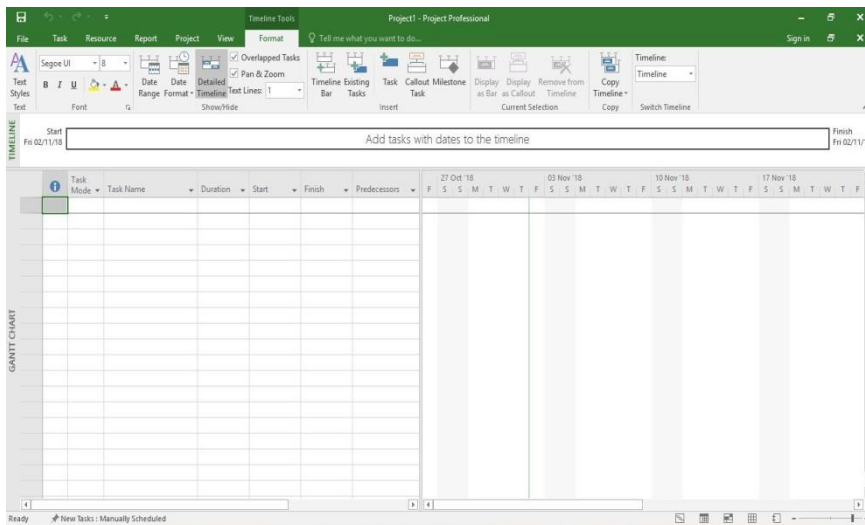 Timeline Tools
Project1 - Project Professional
File Task Resource Report Project View Format Tell me what you want to do... Sign in
Segoe UI 8
B I U A
Text Styles
Date Range
Date Format
Detailed Timeline
Overlapped Tasks
Pan & Zoom
Text Lines: 1
Timeline Bar
Existing Tasks
Task
Callout Task
Milestone
Display as Bar
Display as Callout
Remove from Timeline
Copy Timeline
Timeline:
Timeline
Text Font Show/Hide Insert Current Selection Copy Switch Timeline
TIMELINE
Start
Fri 02/11/18
Add tasks with dates to the timeline
Finish
Fri 02/11/
Task Mode
Task Name
Duration
Start
Finish
Predecessors
27 Oct '18 03 Nov '18 10 Nov '18 17 Nov '18
F S S M T W T F S S M T W T F S S M T W T F S S M T W T F
GANTT CHART
Ready New Tasks : Manually Scheduled